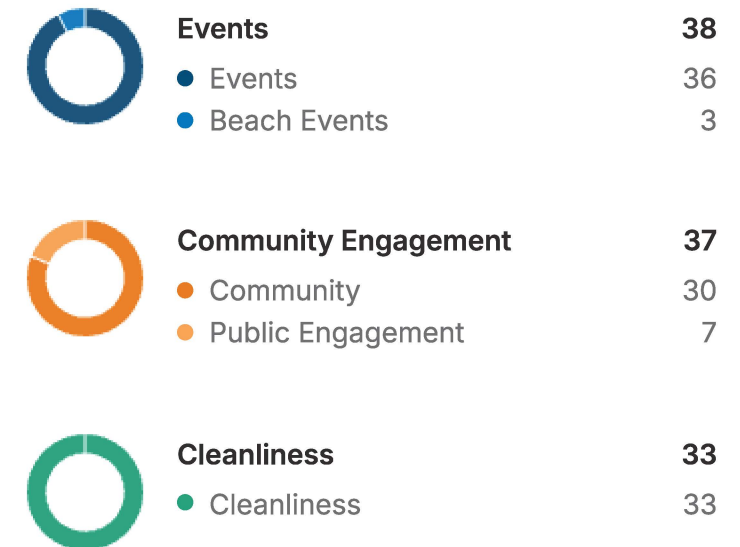 Events 38
Events 36
Beach Events 3
Community Engagement 37
Community 30
Public Engagement 7
Cleanliness 33
Cleanliness 33